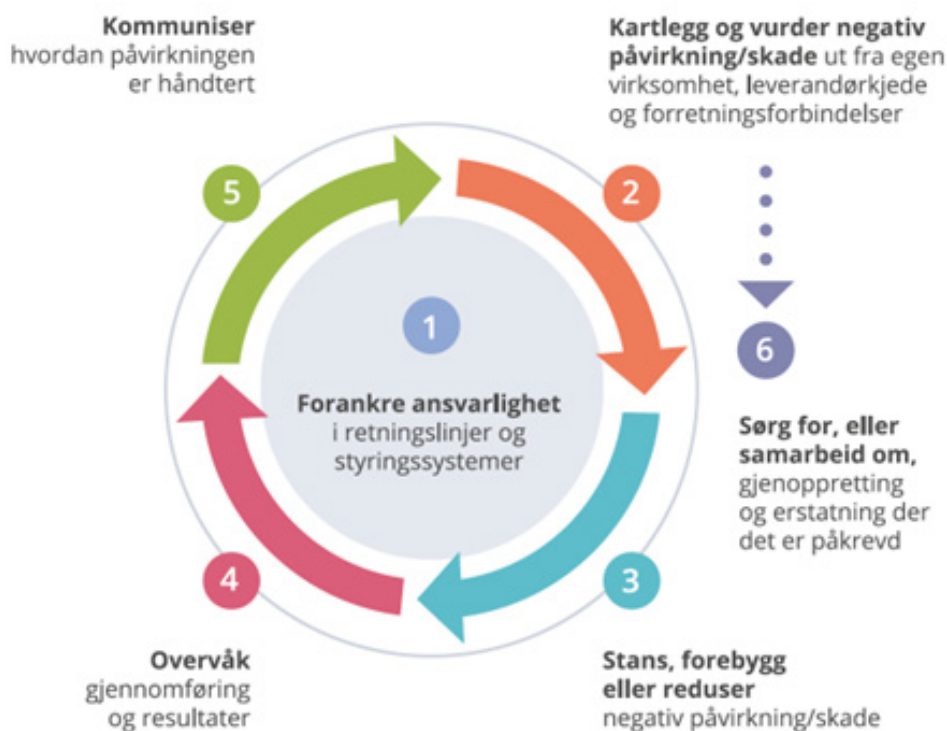 Kommuniser
hvordan påvirkningen
er håndtert
Kartlegg og vurder negativ
påvirkning/skade ut fra egen
virksomhet, leverandørkjede
og forretningsforbindelser
5
2
1
Forankre ansvarlighet
i retningslinjer og
styringssystemer
6
Sørg for, eller
samarbeid om,
gjenoppretting
og erstatning der
det er påkrevd
4
3
Overvåk
gjennomføring
og resultater
Stans, forebygg
eller reduser
negativ påvirkning/skade